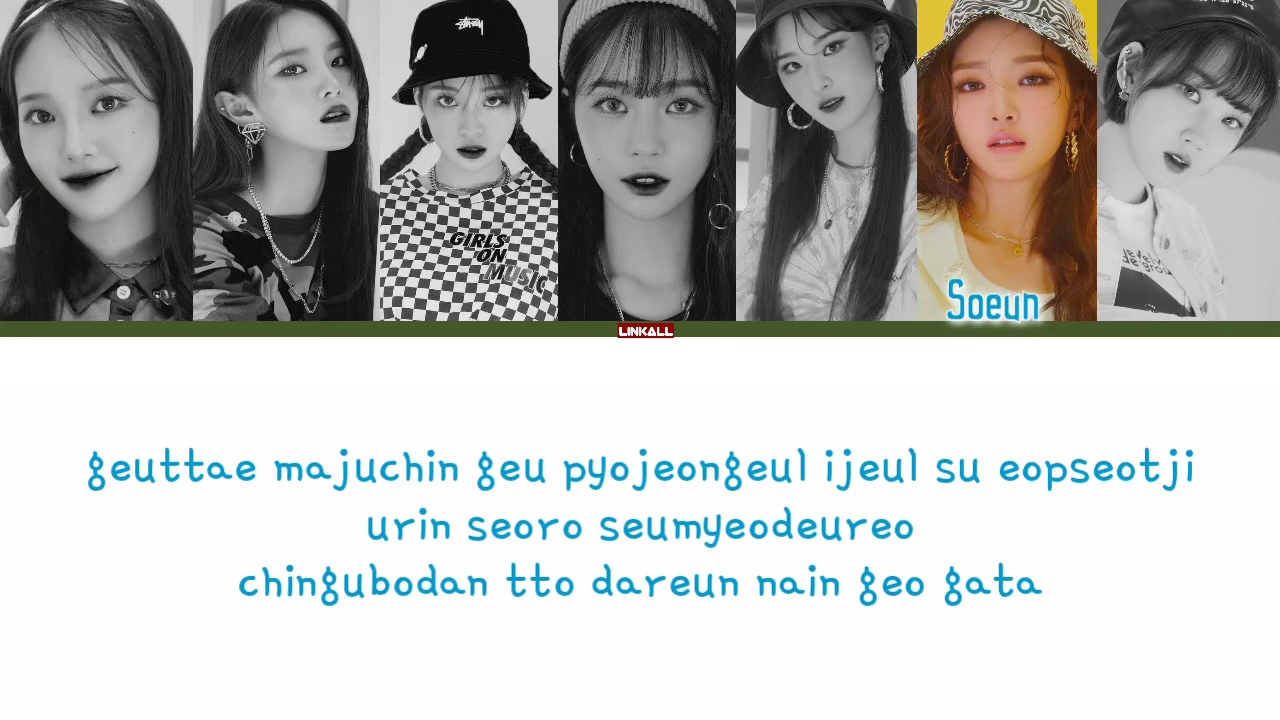 Stüssy
GIRLS
ON
MUSIC
Soeun
LINKALL
geuttae majuchin geu pyojeongeul ijeul su eopseotji
urin seoro seumyeodeureo
chingubodan tto dareun nain geo gata